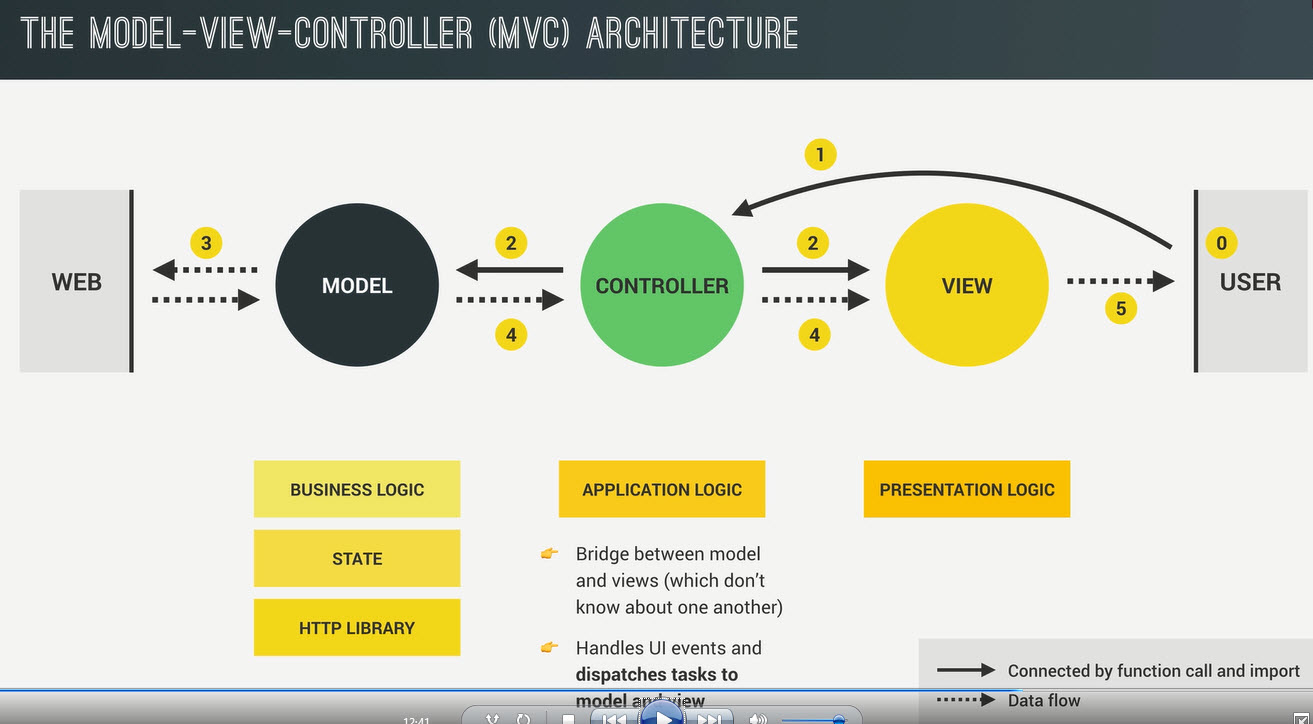 THE MODEL-VIEW-CONTROLLER (MVC) ARCHITECTURE
1
3
2
2
0
WEB
MODEL
CONTROLLER
VIEW
USER
4
4
5
BUSINESS LOGIC
APPLICATION LOGIC
PRESENTATION LOGIC
STATE
HTTP LIBRARY
👉 Bridge between model
and views (which don’t
know about one another)
👉 Handles UI events and
dispatches tasks to
model and view
Connected by function call and import
Data flow
12:41